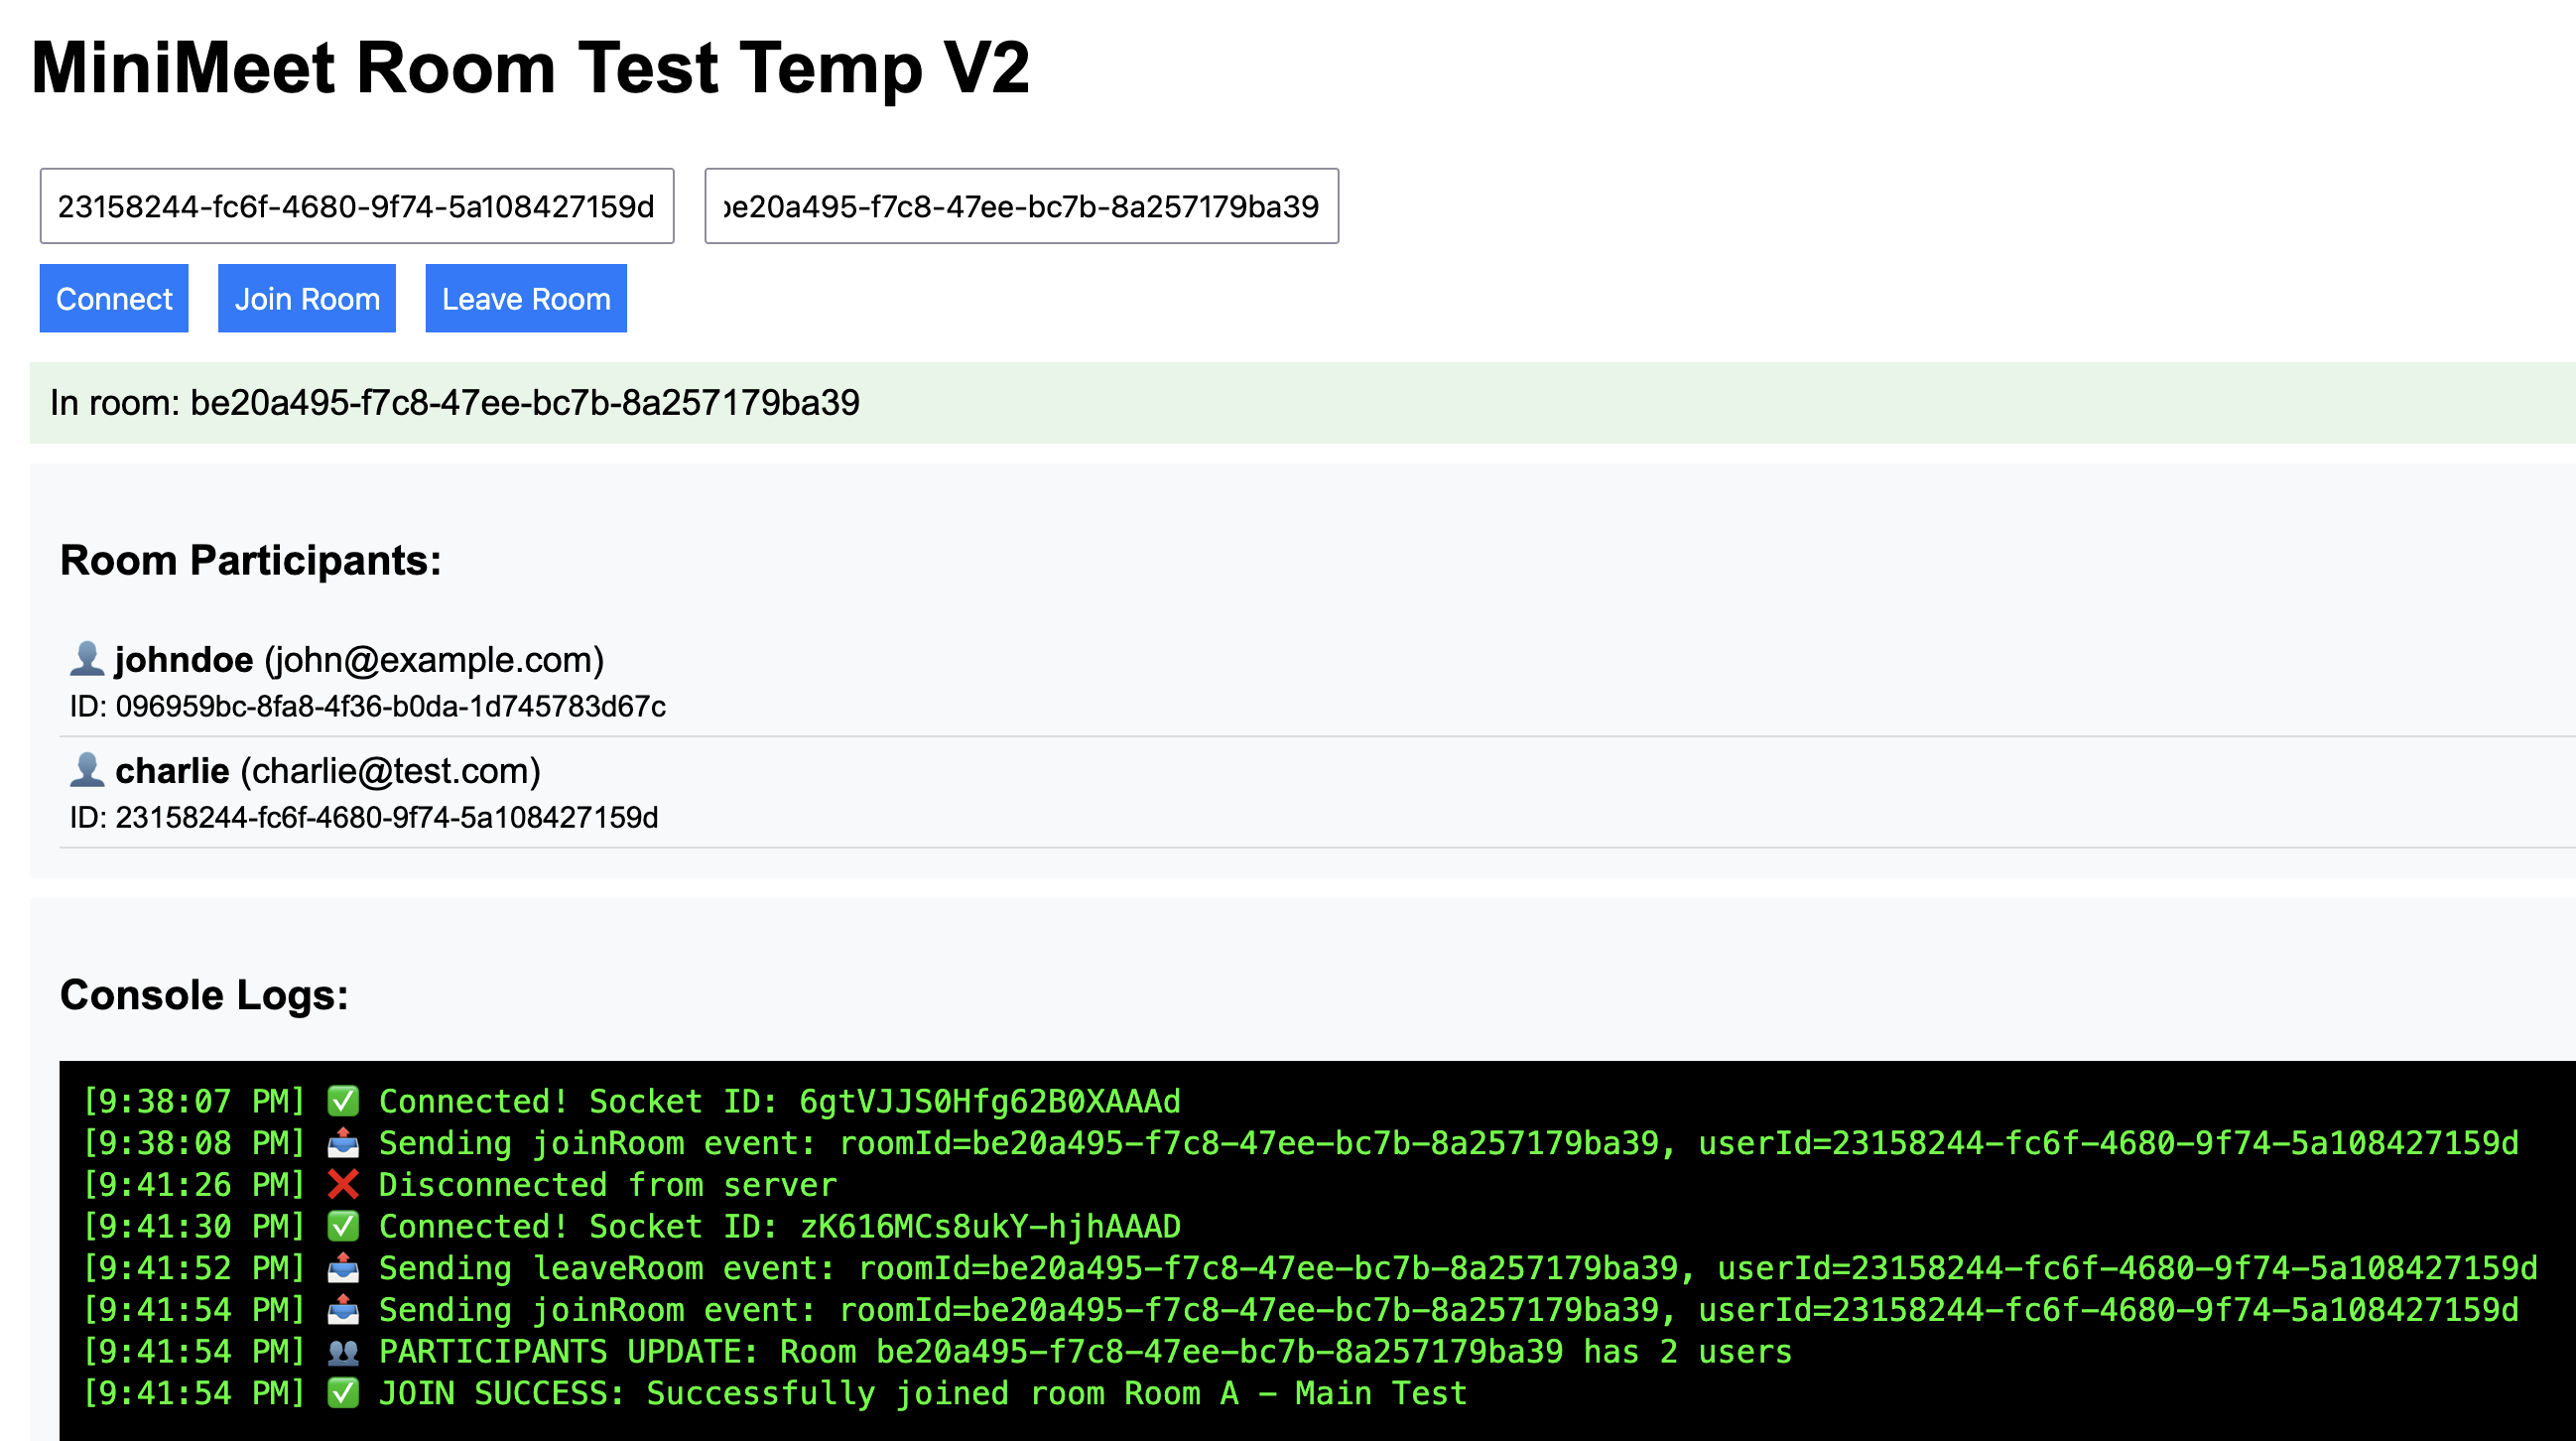 MiniMeet Room Test Temp V2
23158244-fc6f-4680-9f74-5a108427159d be20a495-f7c8-47ee-bc7b-8a257179ba39
Connect Join Room Leave Room
In room: be20a495-f7c8-47ee-bc7b-8a257179ba39
Room Participants:
👤 johndoe (john@example.com)
ID: 096959bc-8fa8-4f36-b0da-1d745783d67c
👤 charlie (charlie@test.com)
ID: 23158244-fc6f-4680-9f74-5a108427159d
Console Logs:
[9:38:07 PM] ✅ Connected! Socket ID: 6gtVJJS0Hfg62B0XAAAd
[9:38:08 PM] 📤 Sending joinRoom event: roomId=be20a495-f7c8-47ee-bc7b-8a257179ba39, userId=23158244-fc6f-4680-9f74-5a108427159d
[9:41:26 PM] ❌ Disconnected from server
[9:41:30 PM] ✅ Connected! Socket ID: zK616MCs8ukY-hjhAAAD
[9:41:52 PM] 📤 Sending leaveRoom event: roomId=be20a495-f7c8-47ee-bc7b-8a257179ba39, userId=23158244-fc6f-4680-9f74-5a108427159d
[9:41:54 PM] 📤 Sending joinRoom event: roomId=be20a495-f7c8-47ee-bc7b-8a257179ba39, userId=23158244-fc6f-4680-9f74-5a108427159d
[9:41:54 PM] 👥 PARTICIPANTS UPDATE: Room be20a495-f7c8-47ee-bc7b-8a257179ba39 has 2 users
[9:41:54 PM] ✅ JOIN SUCCESS: Successfully joined room Room A - Main Test